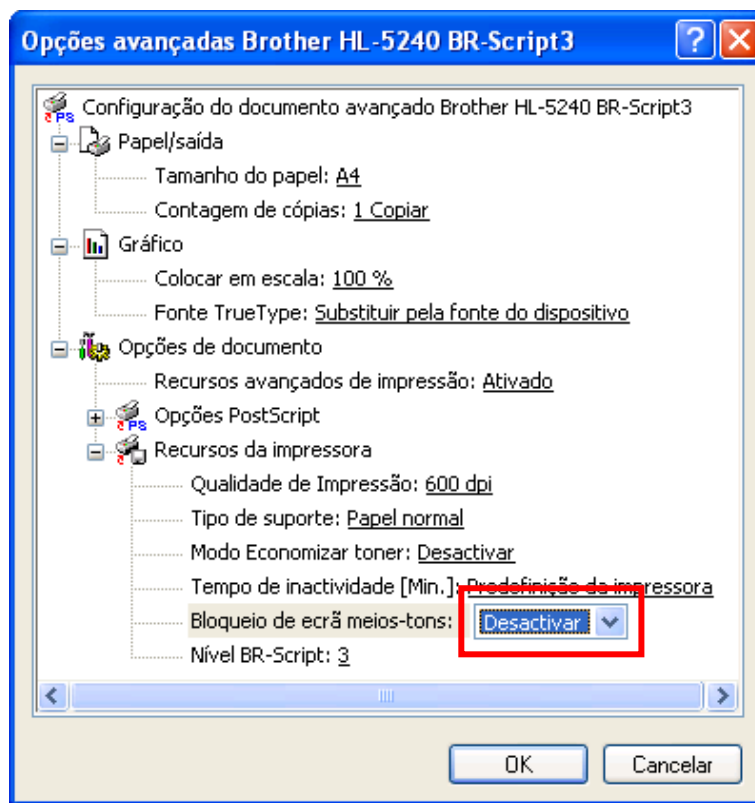 Opções avançadas Brother HL-5240 BR-Script3
Configuração do documento avançado Brother HL-5240 BR-Script3
Papel/saída
Tamanho do papel: A4
Contagem de cópias: 1 Copiar
Gráfico
Colocar em escala: 100 %
Fonte TrueType: Substituir pela fonte do dispositivo
Opções de documento
Recursos avançados de impressão: Ativado
Opções PostScript
Recursos da impressora
Qualidade de Impressão: 600 dpi
Tipo de suporte: Papel normal
Modo Economizar toner: Desactivar
Tempo de inactividade [Min.]: Predefinição da impressora
Bloqueio de ecrã meios-tons: Desactivar
Nível BR-Script: 3
OK Cancelar